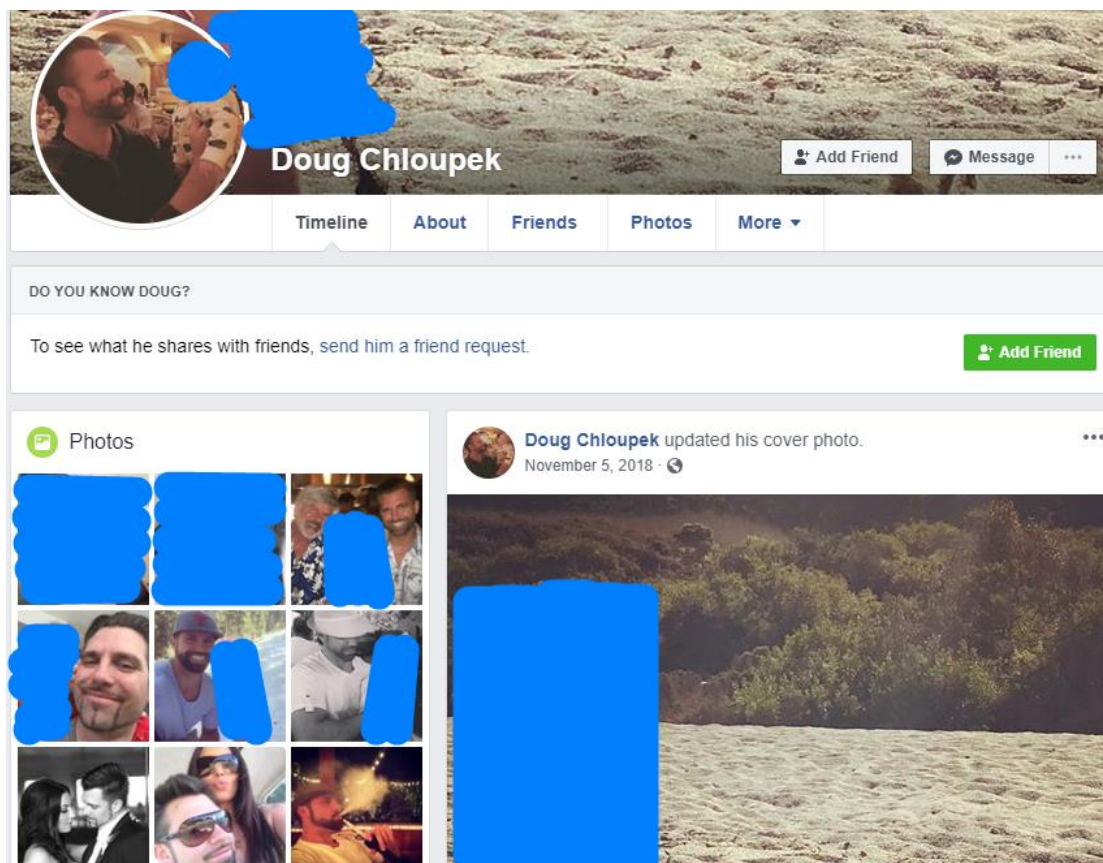 Doug Chloupek
Add Friend
Message
Timeline
About
Friends
Photos
More
DO YOU KNOW DOUG?
To see what he shares with friends, send him a friend request.
Add Friend
Photos
Doug Chloupek updated his cover photo.
November 5, 2018 ·